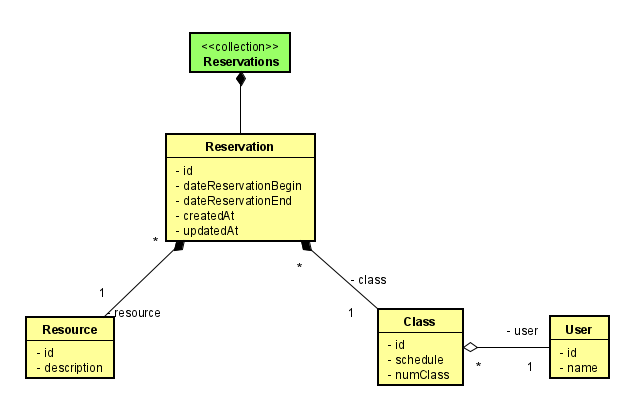 <<collection>>
Reservations
Reservation
- id
- dateReservationBegin
- dateReservationEnd
- createdAt
- updatedAt
*
*
- class
1
- resource
1
Resource
- id
- description
Class
- id
- schedule
- numClass
- user
*
1
User
- id
- name